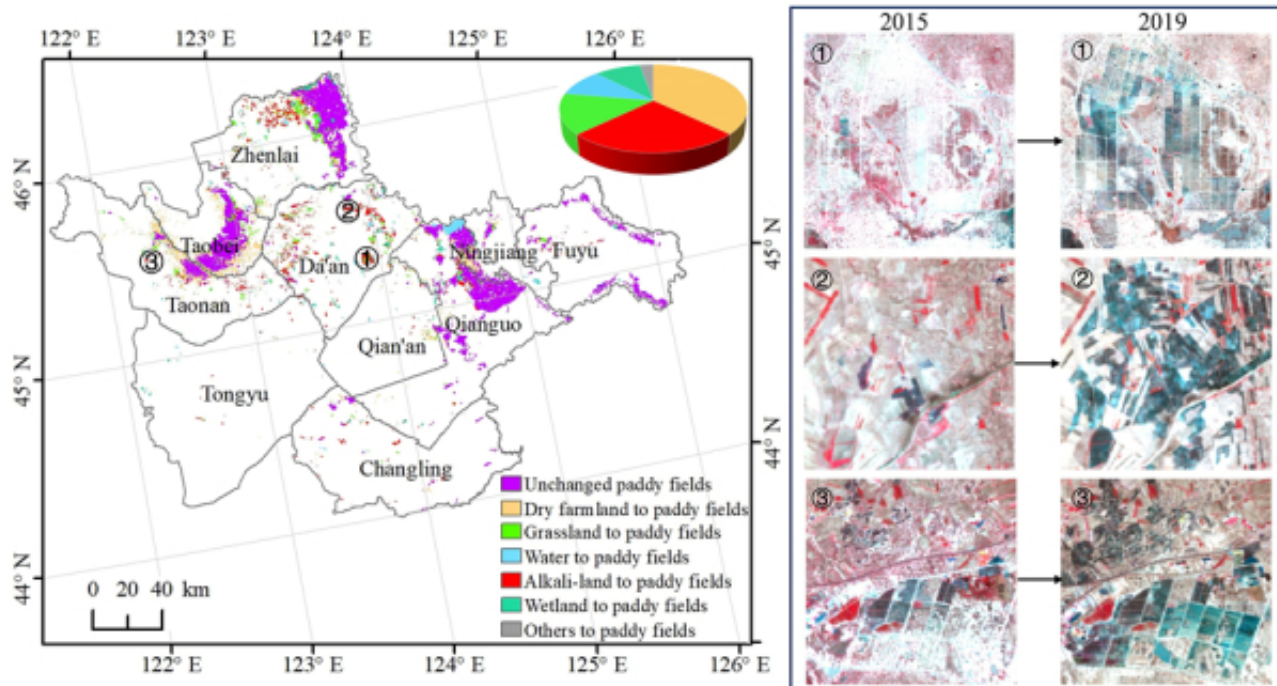 122° E
123° E
124° E
125° E
126° E
46° N
45° N
44° N
45° N
44° N
Zhenlai
②
①
③
Taobei
Da'an
Ningjiang
Fuyu
Taonan
Qianguo
Qian'an
Tongyu
Changling
Unchanged paddy fields
Dry farmland to paddy fields
Grassland to paddy fields
Water to paddy fields
Alkali-land to paddy fields
Wetland to paddy fields
Others to paddy fields
0 20 40 km
122° E
123° E
124° E
125° E
126° E
2015
2019
①
①
②
②
③
③